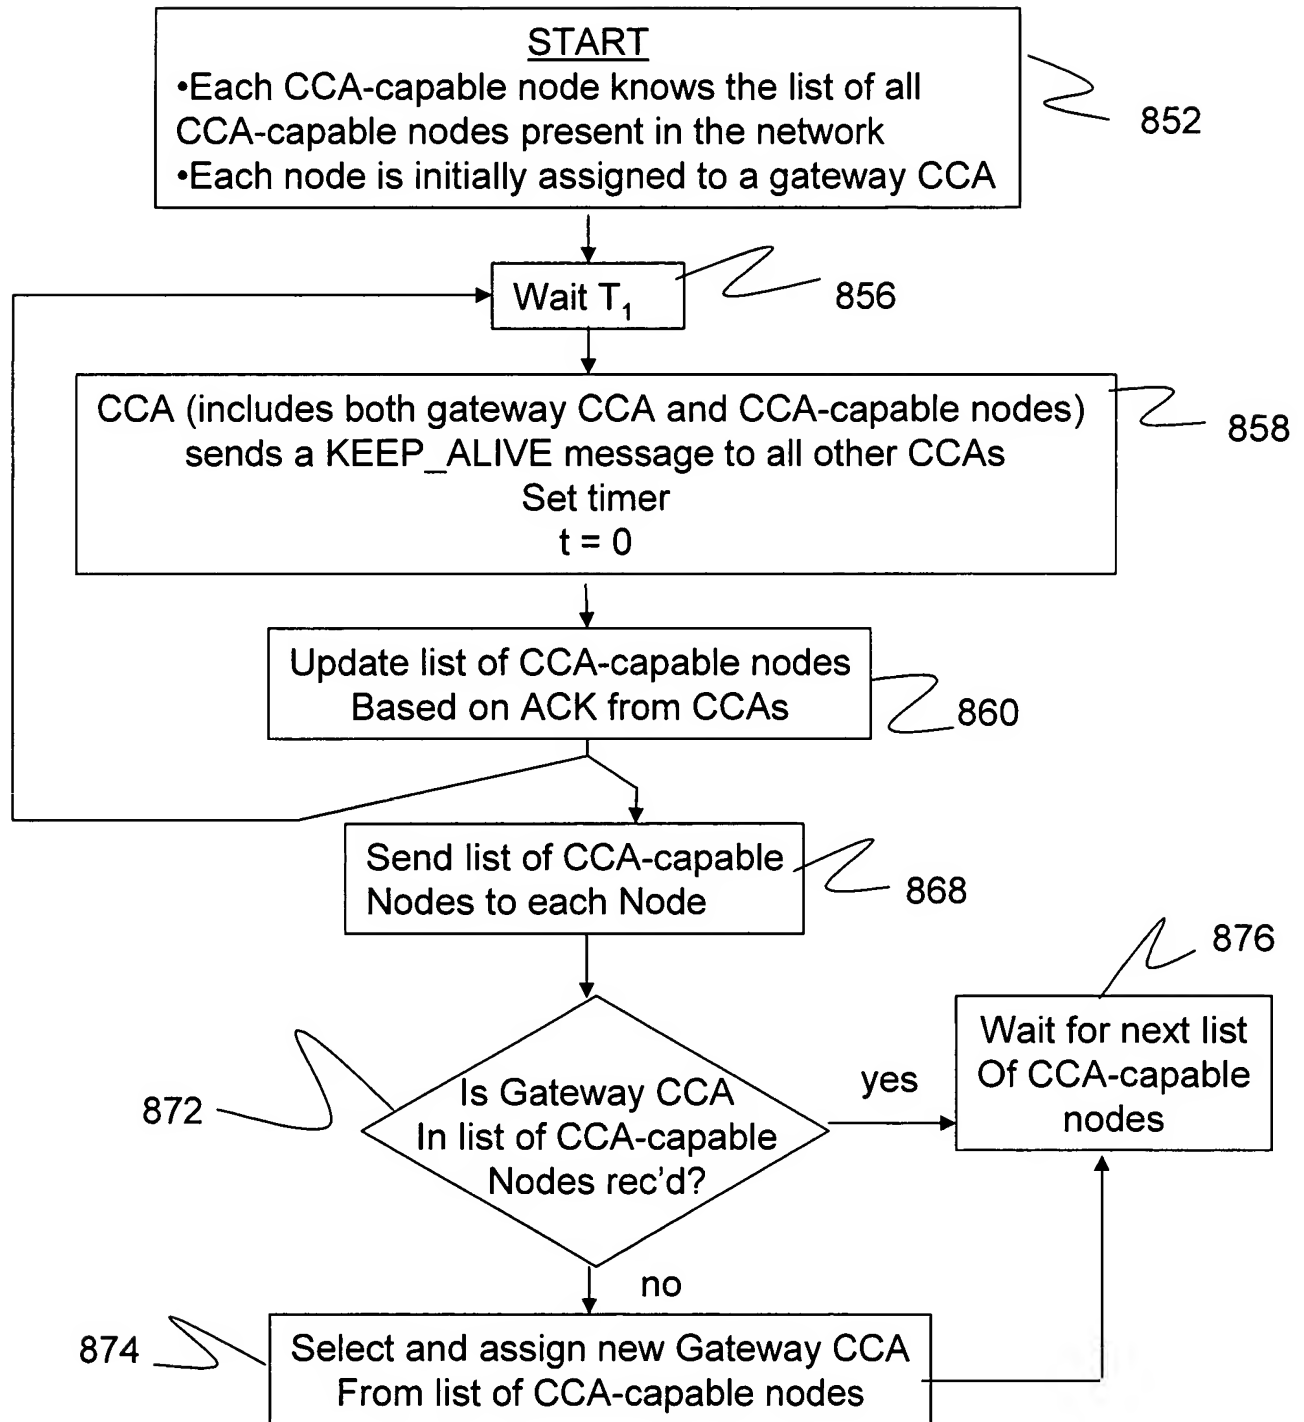 START
•Each CCA-capable node knows the list of all
CCA-capable nodes present in the network
•Each node is initially assigned to a gateway CCA
852
Wait T₁
856
CCA (includes both gateway CCA and CCA-capable nodes)
sends a KEEP_ALIVE message to all other CCAs
Set timer
t = 0
858
Update list of CCA-capable nodes
Based on ACK from CCAs
860
Send list of CCA-capable
Nodes to each Node
868
876
Wait for next list
Of CCA-capable
nodes
yes
Is Gateway CCA
In list of CCA-capable
Nodes rec'd?
872
no
Select and assign new Gateway CCA
From list of CCA-capable nodes
874